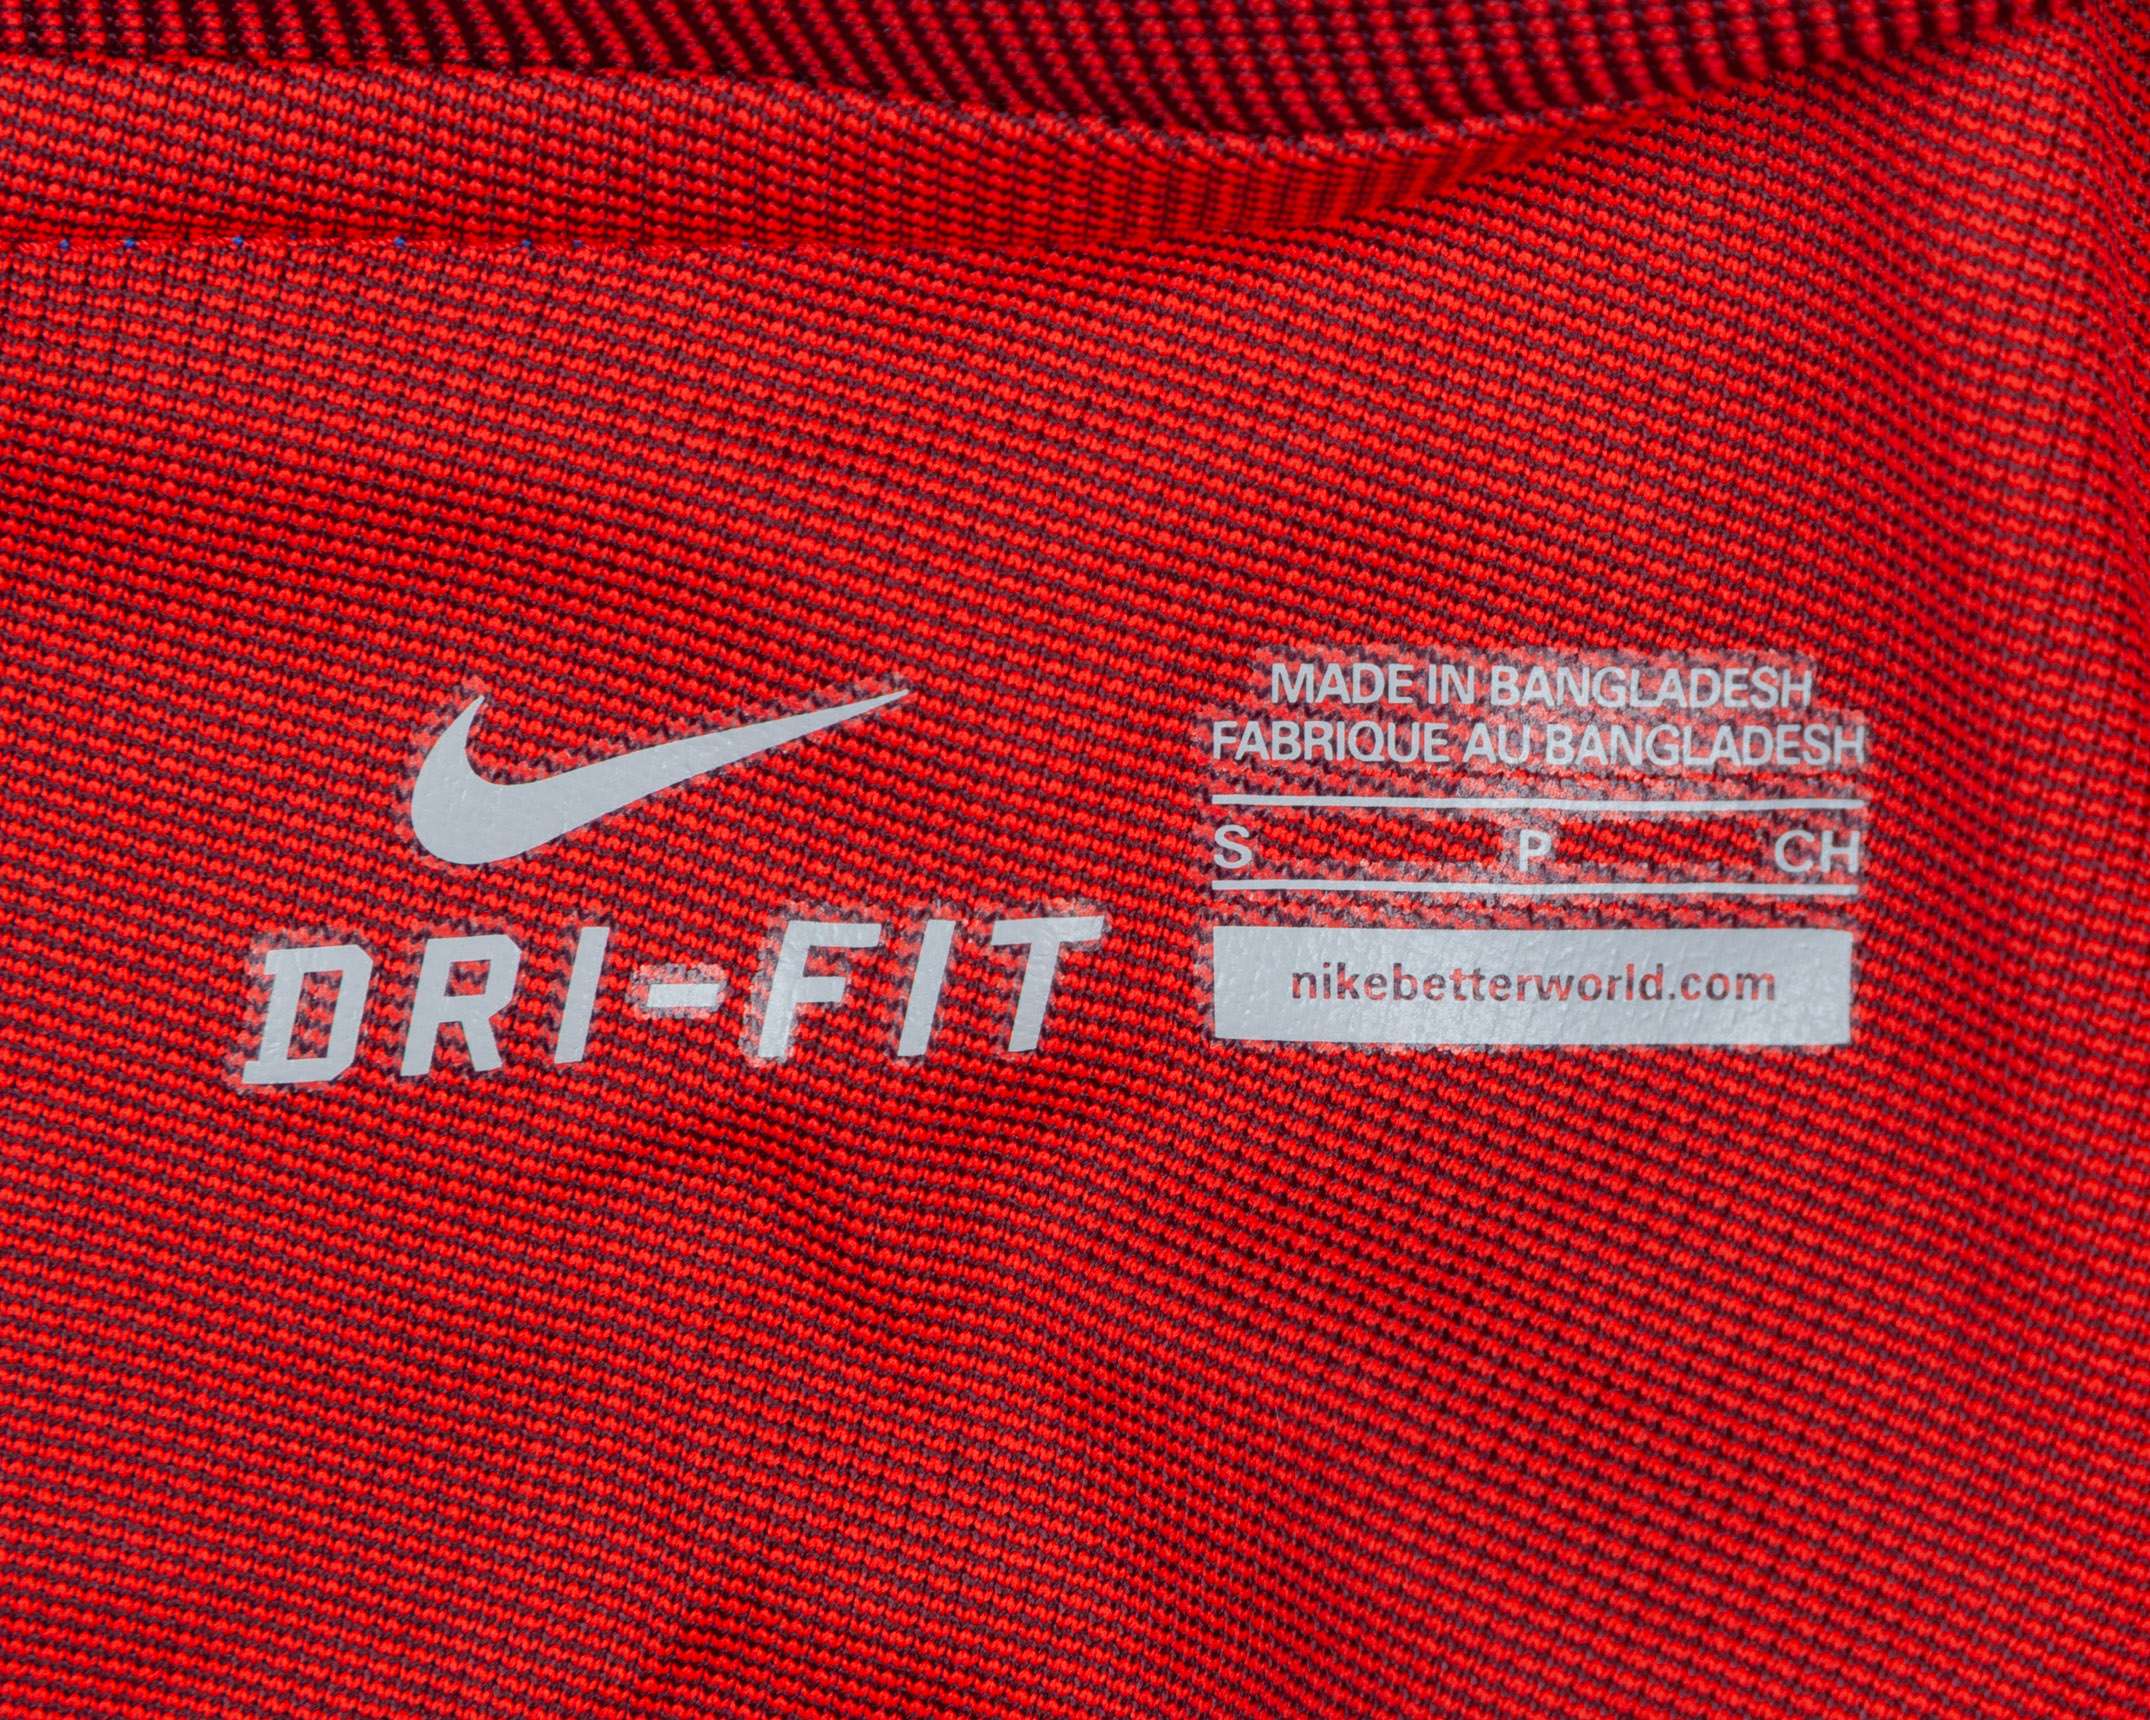 DRI-FIT
MADE IN BANGLADESH
FABRIQUE AU BANGLADESH
S P CH
nikebetterworld.com